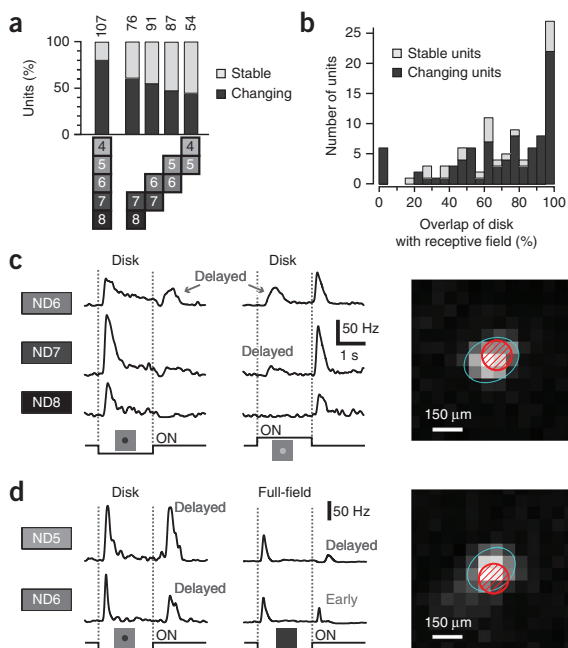 a
107
76
91
87
54
Units (%)
100
50
0
Stable
Changing
4
4
5
5
5
6
6
6
7
7
7
8
8
b
Number of units
25
20
15
10
5
0
Stable units
Changing units
0
20
40
60
80
100
Overlap of disk
with receptive field (%)
c
Disk
Disk
ND6
Delayed
50 Hz
1 s
ND7
Delayed
ND8
ON
ON
150 μm
d
Disk
Full-field
50 Hz
ND5
Delayed
Delayed
ND6
Delayed
Early
ON
ON
150 μm